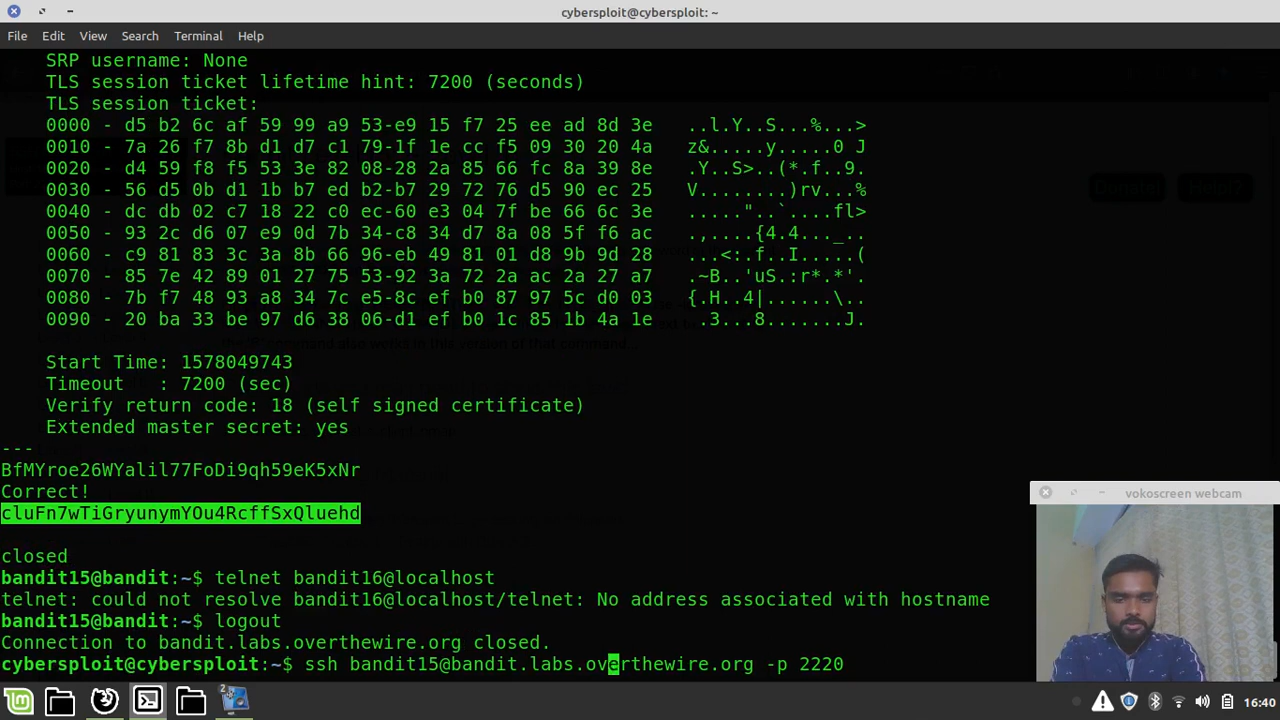 cybersploit@cybersploit: ~
File Edit View Search Terminal Help
SRP username: None
TLS session ticket lifetime hint: 7200 (seconds)
TLS session ticket:
0000 - d5 b2 6c af 59 99 a9 53-e9 15 f7 25 ee ad 8d 3e ..l.Y..S...%...>
0010 - 7a 26 f7 8b d1 d7 c1 79-1f 1e cc f5 09 30 20 4a z&.....y.....0 J
0020 - d4 59 f8 f5 53 3e 82 08-28 2a 85 66 fc 8a 39 8e .Y..S>..(*.f..9.
0030 - 56 d5 0b d1 1b b7 ed b2-b7 29 72 76 d5 90 ec 25 V........)rv...%
0040 - dc db 02 c7 18 22 c0 ec-60 e3 04 7f be 66 6c 3e ....."..`....fl>
0050 - 93 2c d6 07 e9 0d 7b 34-c8 34 d7 8a 08 5f f6 ac .,....{4.4..._..
0060 - c9 81 83 3c 3a 8b 66 96-eb 49 81 01 d8 9b 9d 28 ...<:.f..I.....(
0070 - 85 7e 42 89 01 27 75 53-92 3a 72 2a ac 2a 27 a7 .~B..'uS.:r*.*'.
0080 - 7b f7 48 93 a8 34 7c e5-8c ef b0 87 97 5c d0 03 {.H..4|......\..
0090 - 20 ba 33 be 97 d6 38 06-d1 ef b0 1c 85 1b 4a 1e .3...8.......J.
Start Time: 1578049743
Timeout : 7200 (sec)
Verify return code: 18 (self signed certificate)
Extended master secret: yes
---
BfMYroe26WYalil77FoDi9qh59eK5xNr
Correct!
cluFn7wTiGryunymYOu4RcffSxQluehd
closed
bandit15@bandit:~$ telnet bandit16@localhost
telnet: could not resolve bandit16@localhost/telnet: No address associated with hostname
bandit15@bandit:~$ logout
Connection to bandit.labs.overthewire.org closed.
cybersploit@cybersploit:~$ ssh bandit15@bandit.labs.overthewire.org -p 2220
vokoscreen webcam
16:40